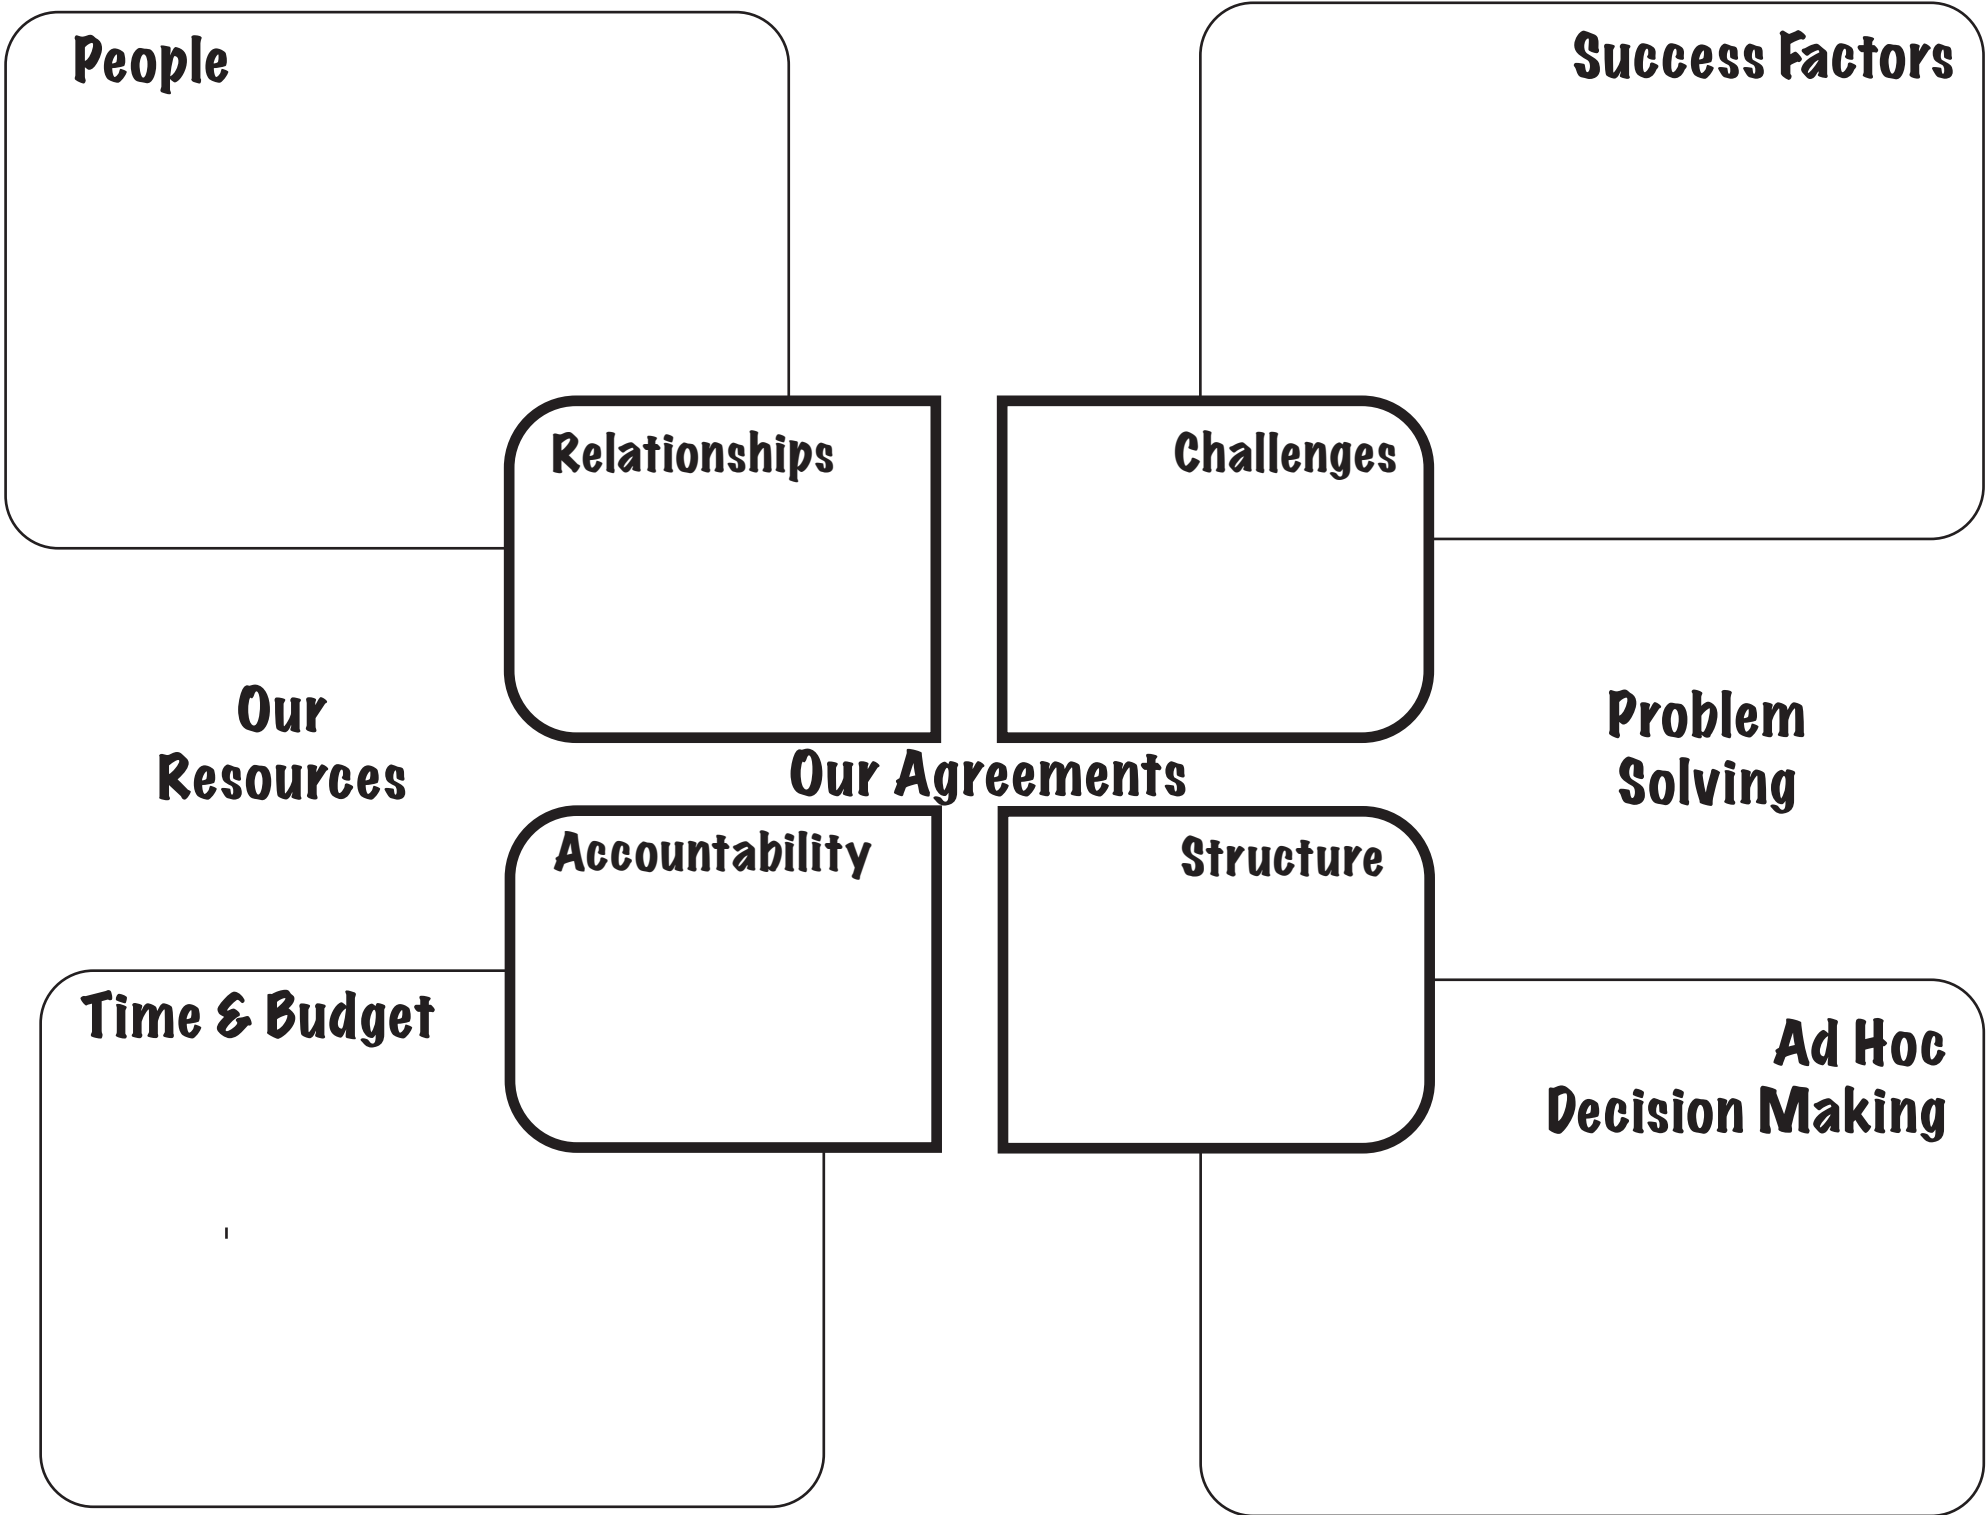 People
Success Factors
Relationships
Challenges
Our
Resources
Problem
Solving
Our Agreements
Accountability
Structure
Time & Budget
Ad Hoc
Decision Making